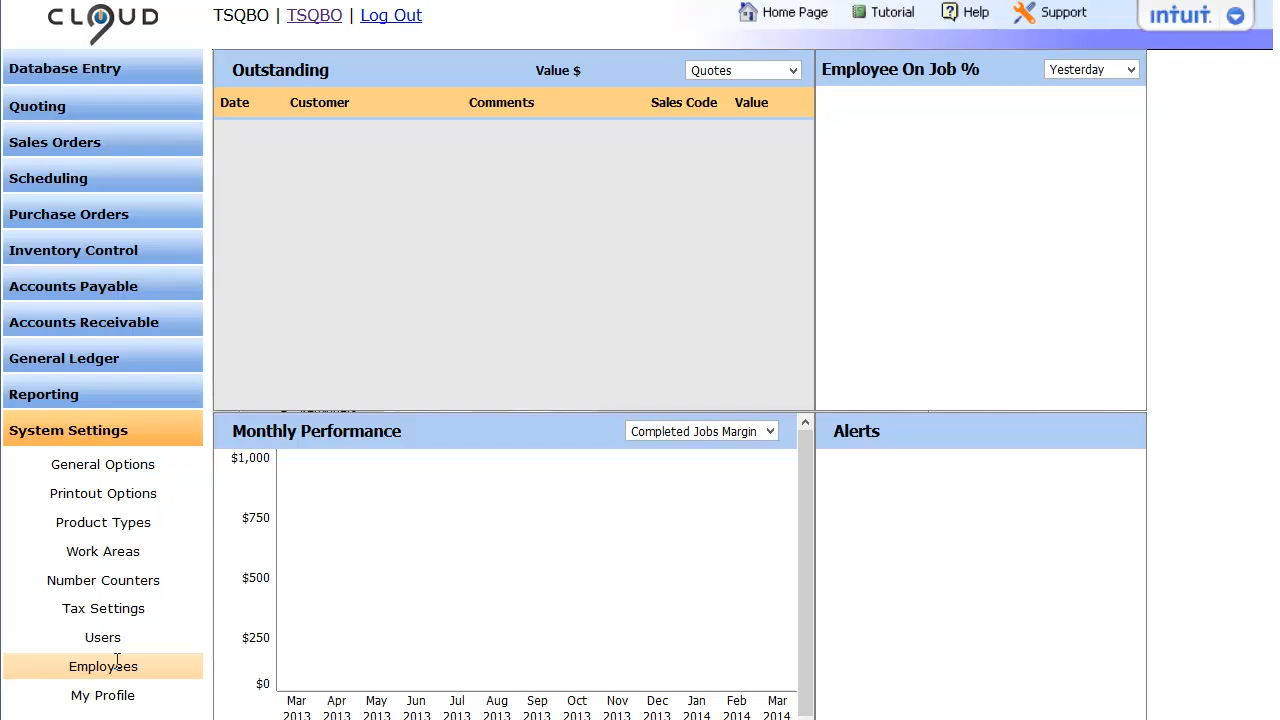 CLOUD 9
TSQBO | TSQBO | Log Out
Home Page
Tutorial
Help
Support
intuit.
Database Entry
Quoting
Sales Orders
Scheduling
Purchase Orders
Inventory Control
Accounts Payable
Accounts Receivable
General Ledger
Reporting
System Settings
General Options
Printout Options
Product Types
Work Areas
Number Counters
Tax Settings
Users
Employees
My Profile
Outstanding Value $ Quotes
Date Customer Comments Sales Code Value
Employee On Job % Yesterday
Monthly Performance Completed Jobs Margin
$1,000
$750
$500
$250
$0
Mar Apr May Jun Jul Aug Sep Oct Nov Dec Jan Feb Mar
2013 2013 2013 2013 2013 2013 2013 2013 2013 2013 2014 2014 2014
Alerts